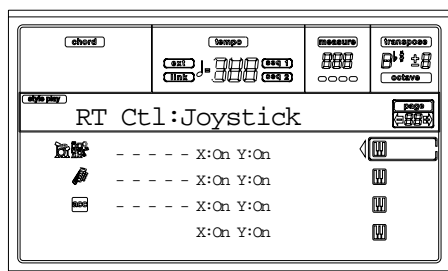 chord tempo measure transpose
ext seq 1
link seq 2
octave
style play
RT Ctl:Joystick page
- - - - - X:On Y:On
- - - - - X:On Y:On
acc - - - - - X:On Y:On
X:On Y:On